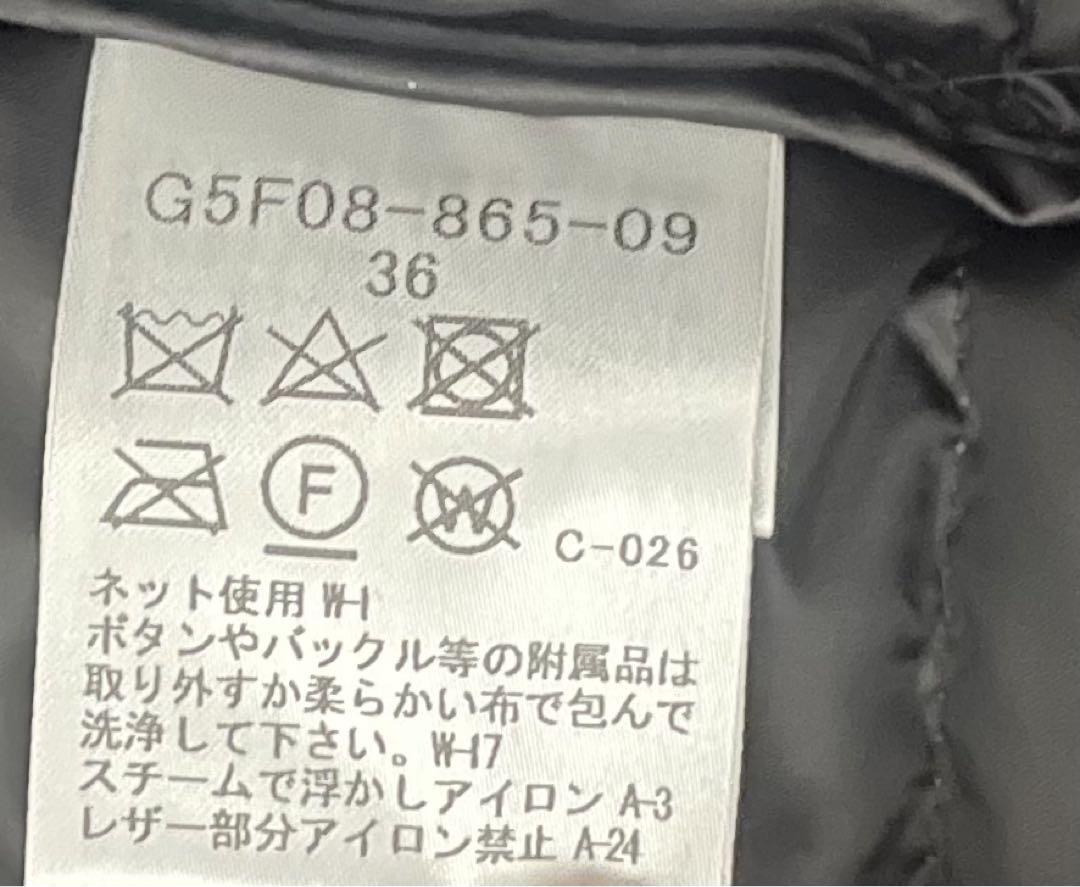 G5F08-865-09
36
F
W
C-026
ネット使用 W-1
ボタンやバックル等の附属品は
取り外すか柔らかい布で包んで
洗浄して下さい。W-17
スチームで浮かしアイロン A-3
レザー部分アイロン禁止 A-24